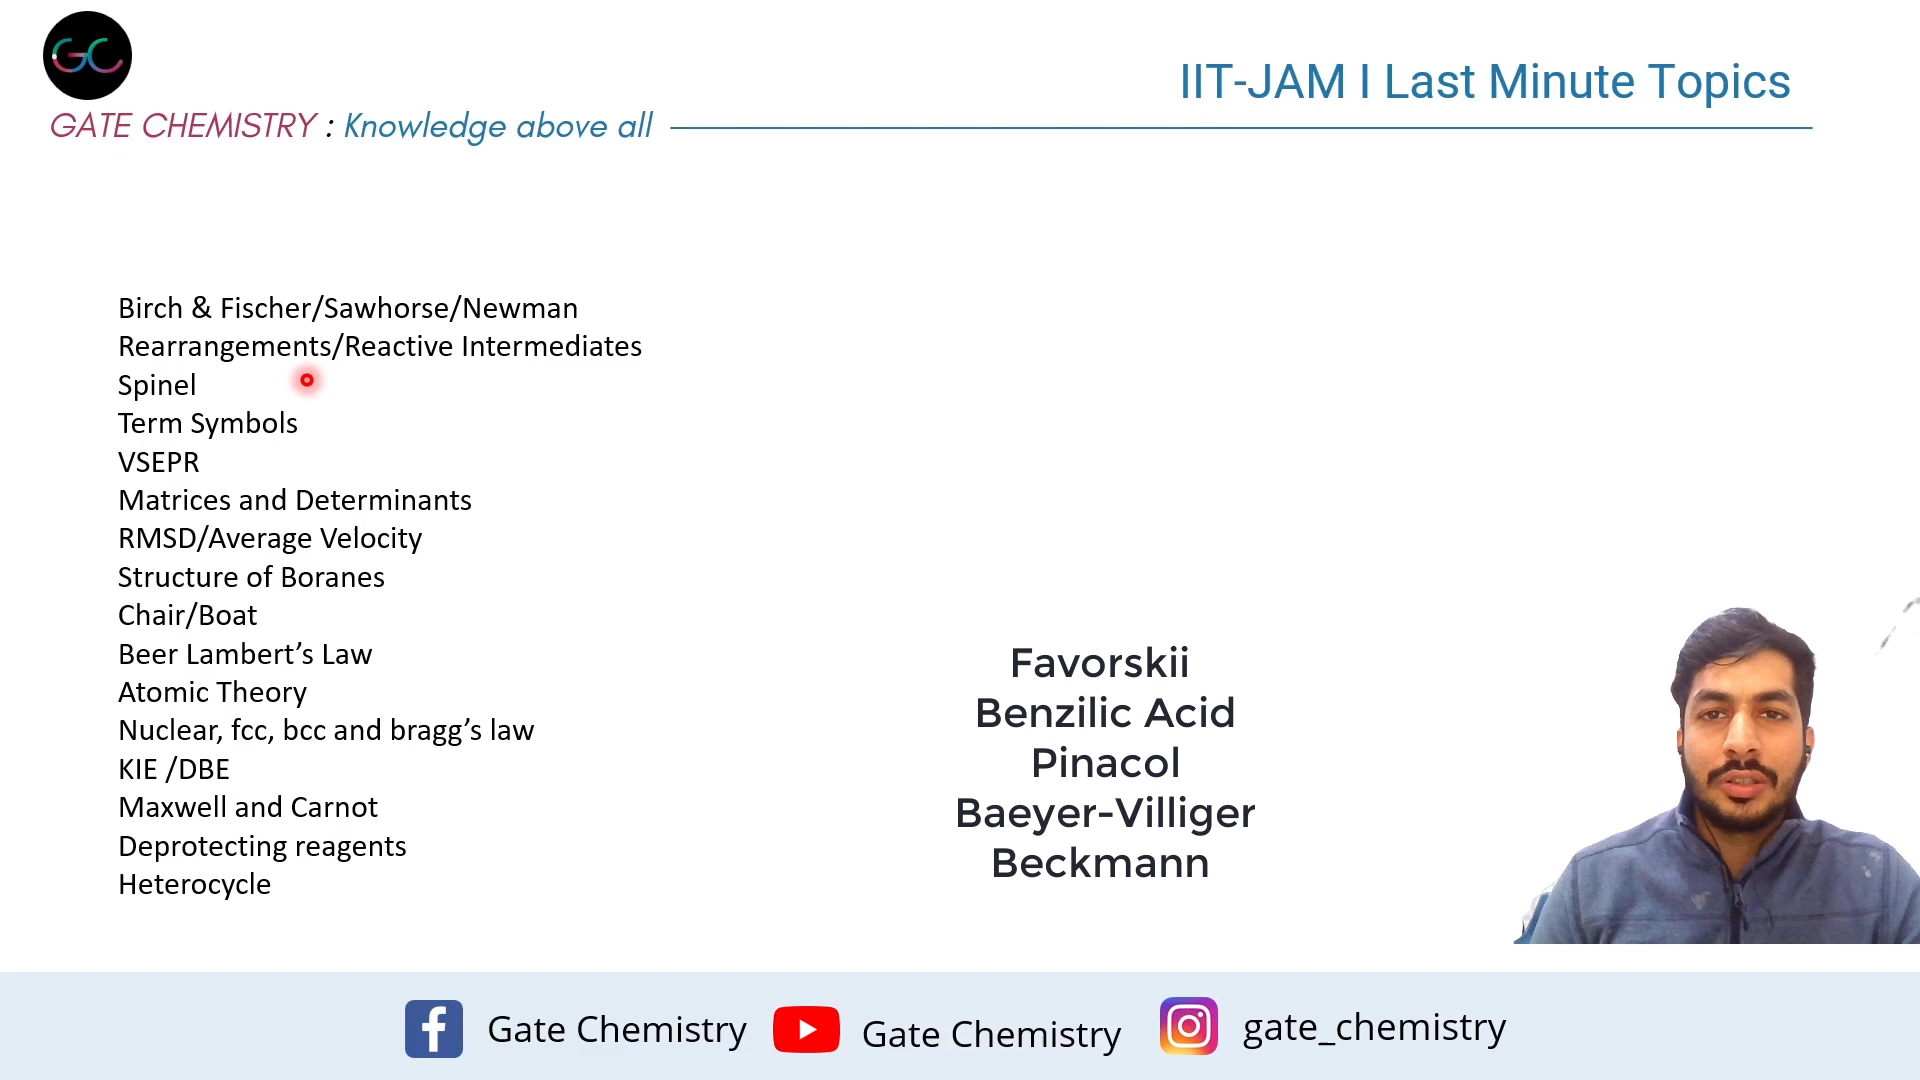 GC
IIT-JAM I Last Minute Topics
GATE CHEMISTRY : Knowledge above all
Birch & Fischer/Sawhorse/Newman
Rearrangements/Reactive Intermediates
Spinel
Term Symbols
VSEPR
Matrices and Determinants
RMSD/Average Velocity
Structure of Boranes
Chair/Boat
Beer Lambert’s Law
Atomic Theory
Nuclear, fcc, bcc and bragg’s law
KIE /DBE
Maxwell and Carnot
Deprotecting reagents
Heterocycle
Favorskii
Benzilic Acid
Pinacol
Baeyer-Villiger
Beckmann
Gate Chemistry
Gate Chemistry
gate_chemistry